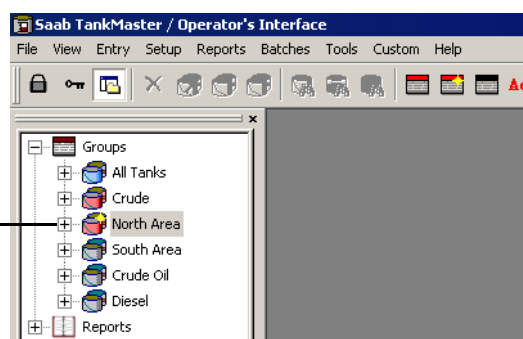 Saab TankMaster / Operator's Interface
File View Entry Setup Reports Batches Tools Custom Help
Groups
All Tanks
Crude
North Area
South Area
Crude Oil
Diesel
Reports